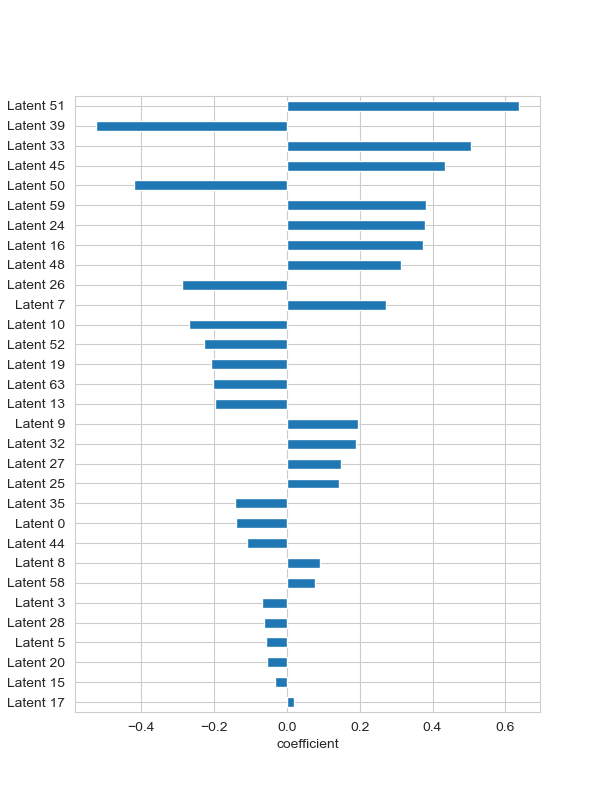 Latent 51
Latent 39
Latent 33
Latent 45
Latent 50
Latent 59
Latent 24
Latent 16
Latent 48
Latent 26
Latent 7
Latent 10
Latent 52
Latent 19
Latent 63
Latent 13
Latent 9
Latent 32
Latent 27
Latent 25
Latent 35
Latent 0
Latent 44
Latent 8
Latent 58
Latent 3
Latent 28
Latent 5
Latent 20
Latent 15
Latent 17
−0.4 −0.2 0.0 0.2 0.4 0.6
coefficient